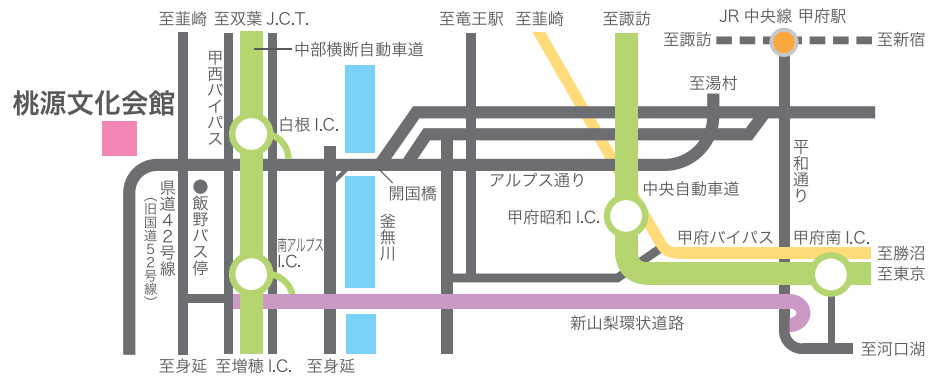 至韮崎
至双葉 J.C.T.
至竜王駅
至韮崎
至諏訪
JR 中央線 甲府駅
至諏訪
至新宿
中部横断自動車道
甲西バイパス
至湯村
桃源文化会館
白根 I.C.
平和通り
アルプス通り
中央自動車道
開国橋
県道42号線
(旧国道52号線)
飯野バス停
釜無川
甲府昭和 I.C.
甲府バイパス
甲府南 I.C.
南アルプス
I.C.
至勝沼
至東京
新山梨環状道路
至河口湖
至身延
至増穂 I.C.
至身延